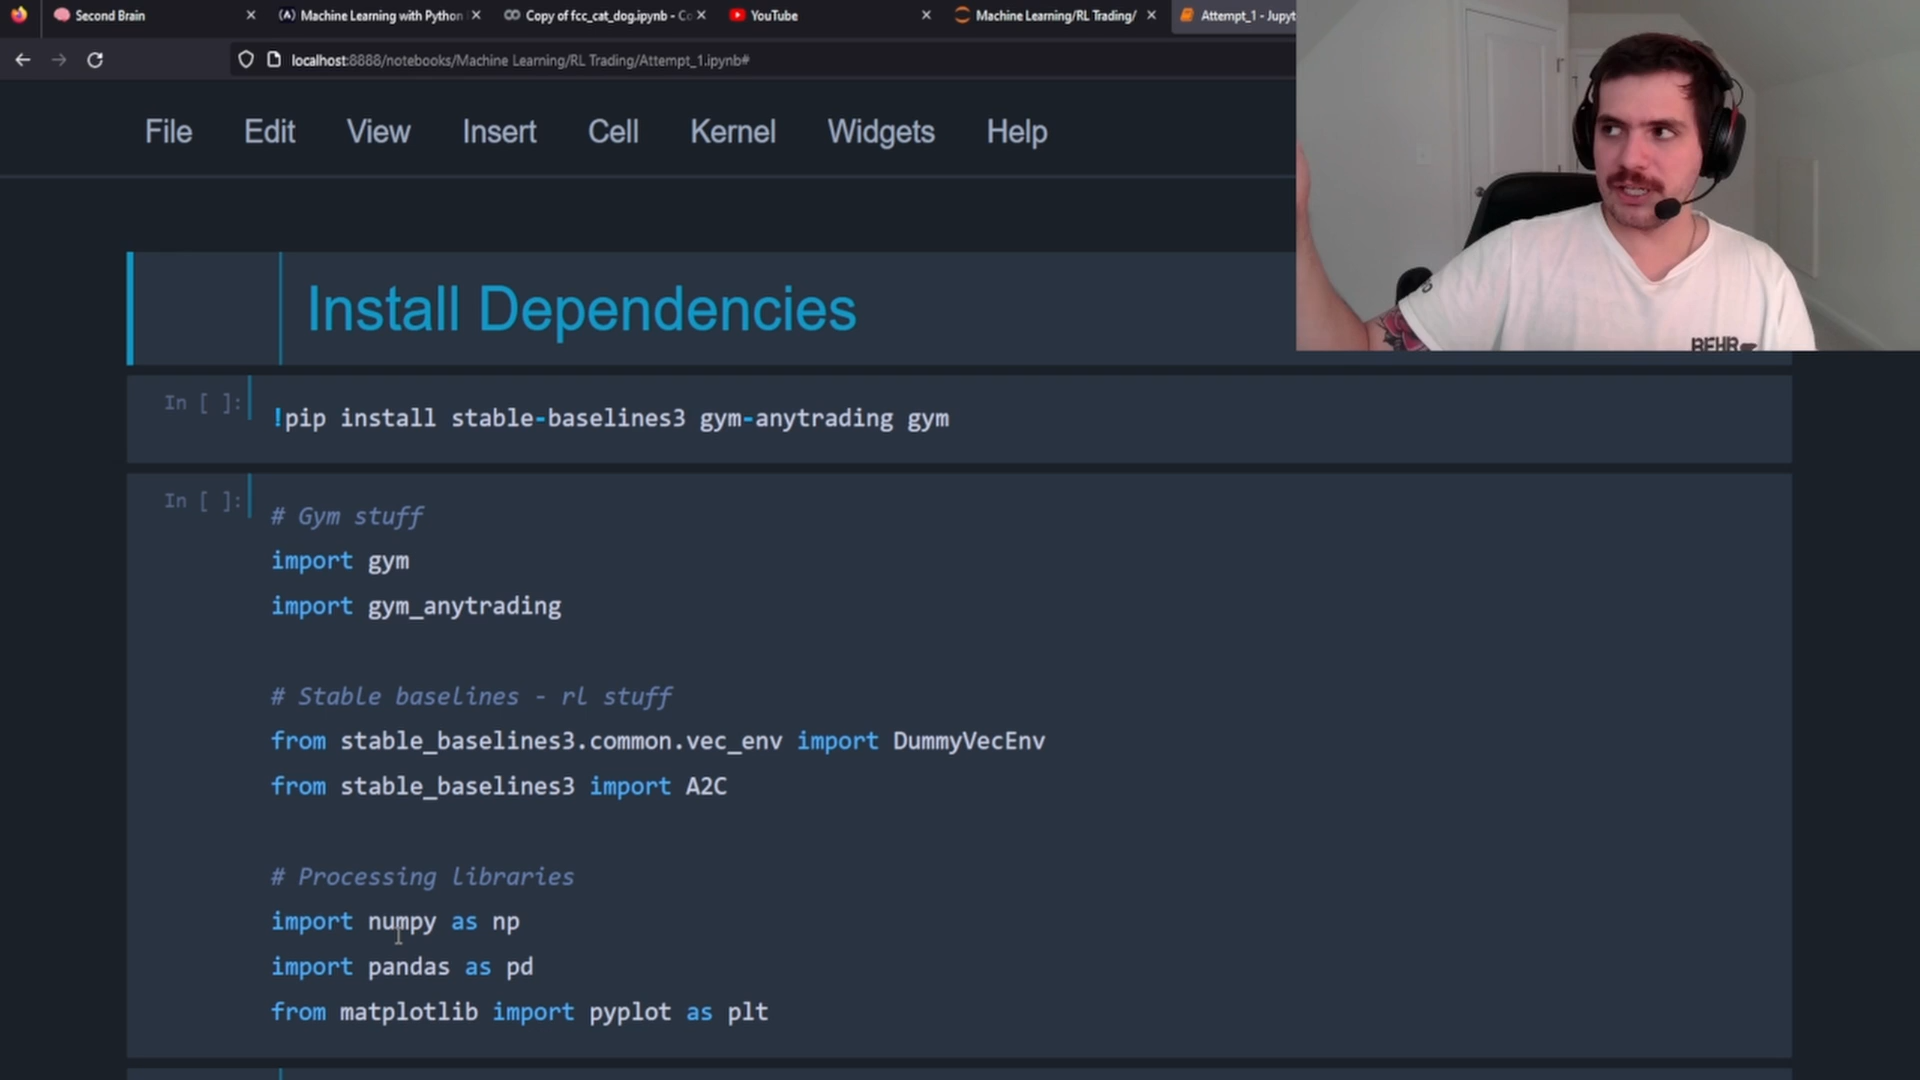 Second Brain
Machine Learning with Python
Copy of fcc_cat_dog.ipynb - Co
YouTube
Machine Learning/RL Trading/
Attempt_1 - Jupyt
localhost:8888/notebooks/Machine Learning/RL Trading/Attempt_1.ipynb#
File Edit View Insert Cell Kernel Widgets Help
BEHR
Install Dependencies
In [ ]:
!pip install stable-baselines3 gym-anytrading gym
In [ ]:
# Gym stuff
import gym
import gym_anytrading
# Stable baselines - rl stuff
from stable_baselines3.common.vec_env import DummyVecEnv
from stable_baselines3 import A2C
# Processing libraries
import numpy as np
import pandas as pd
from matplotlib import pyplot as plt